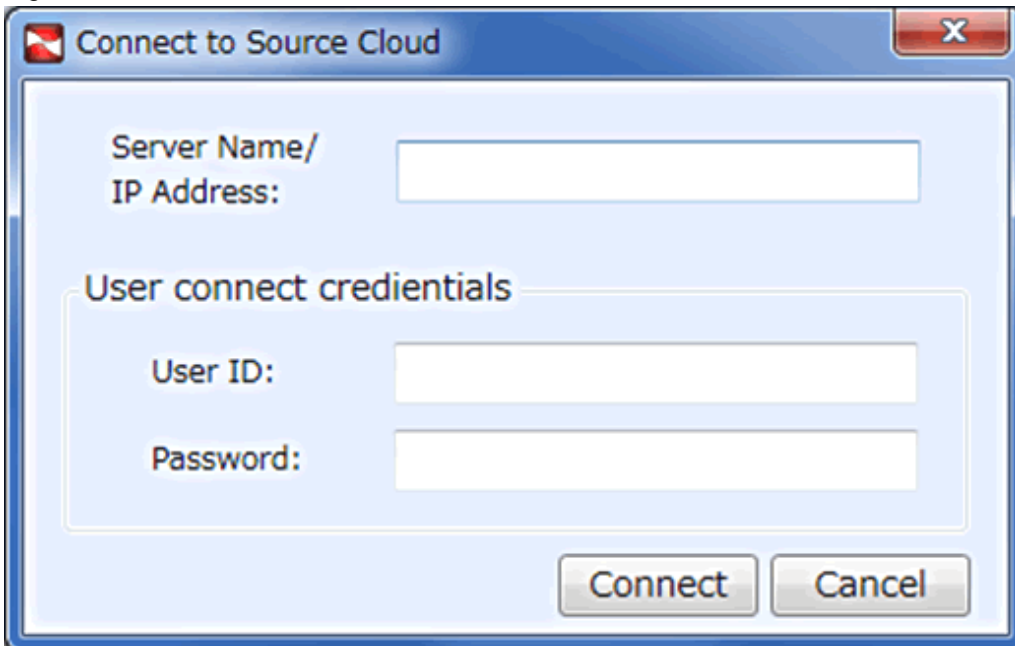 Connect to Source Cloud
Server Name/
IP Address:
User connect credientials
User ID:
Password:
Connect
Cancel